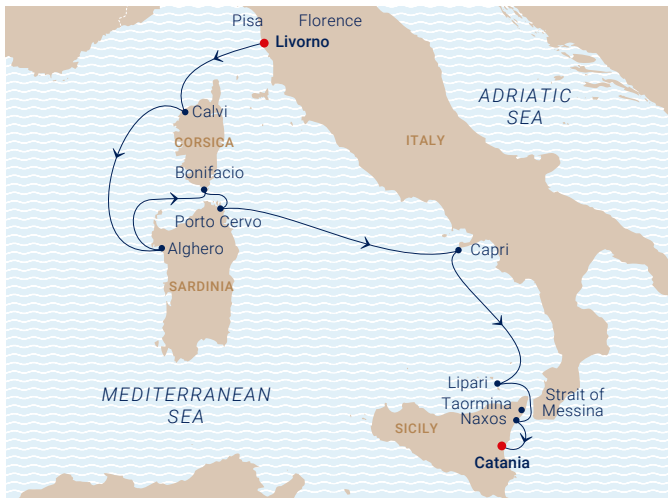 Pisa
Florence
Livorno
ADRIATIC
SEA
Calvi
CORSICA
ITALY
Bonifacio
Porto Cervo
Alghero
Capri
SARDINIA
Lipari
MEDITERRANEAN
SEA
Taormina
Naxos
Strait of
Messina
SICILY
Catania